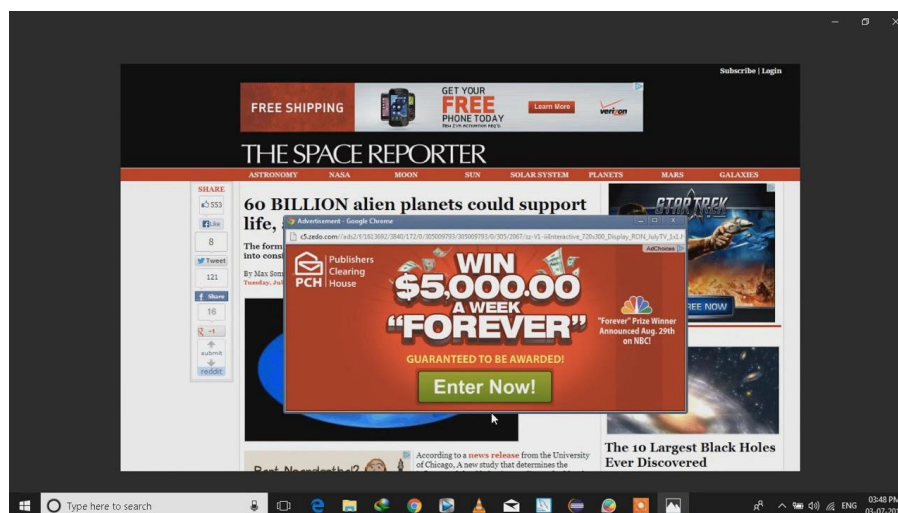 Subscribe | Login
FREE SHIPPING
GET YOUR
FREE
PHONE TODAY
Learn More
verizon
THE SPACE REPORTER
ASTRONOMY NASA MOON SUN SOLAR SYSTEM PLANETS MARS GALAXIES
SHARE
553
Like
8
Tweet
121
Share
16
+1
submit
reddit
60 BILLION alien planets could support
life,
The form
into consi
By Max Son
Tuesday, Jul
Advertisement - Google Chrome
AdChoices
PCH
Publishers
Clearing
House
WIN
$5,000.00
A WEEK
"FOREVER"
GUARANTEED TO BE AWARDED!
Enter Now!
"Forever" Prize Winner
Announced Aug. 29th
on NBC!
STAR TREK
REE NOW
According to a news release from the University
of Chicago, A new study that determines the
The 10 Largest Black Holes
Ever Discovered
Type here to search
ENG
03:48 PM